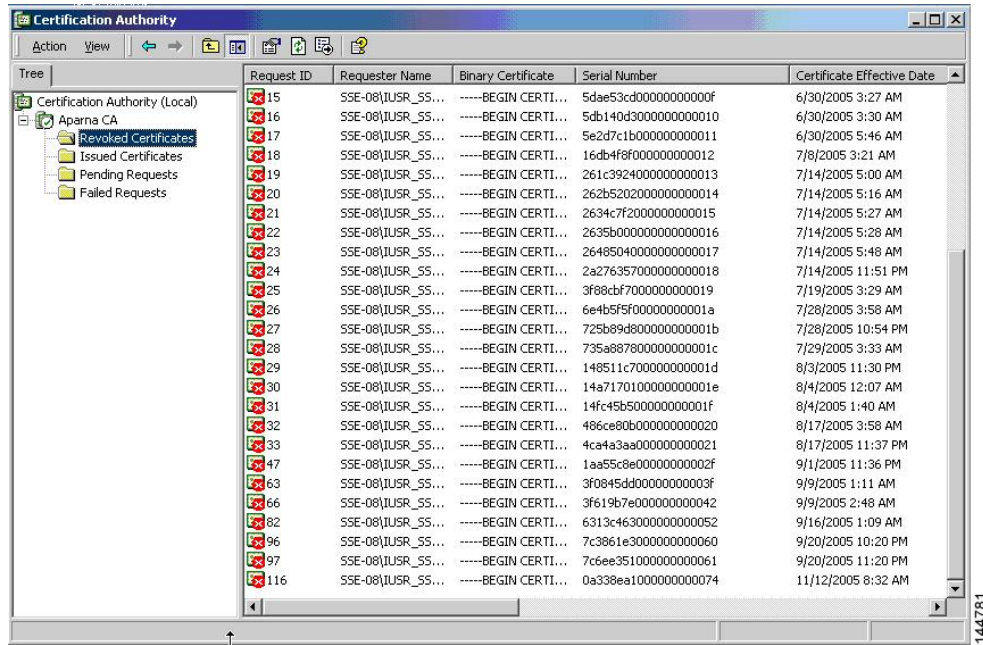 Certification Authority
Action View
Tree
Request ID Requester Name Binary Certificate Serial Number Certificate Effective Date
Certification Authority (Local)
Aparna CA
Revoked Certificates
Issued Certificates
Pending Requests
Failed Requests
15 SSE-08\IUSR_SS... -----BEGIN CERTI... 5dae53cd00000000000f 6/30/2005 3:27 AM
16 SSE-08\IUSR_SS... -----BEGIN CERTI... 5db140d3000000000010 6/30/2005 3:30 AM
17 SSE-08\IUSR_SS... -----BEGIN CERTI... 5e2d7c1b000000000011 6/30/2005 5:46 AM
18 SSE-08\IUSR_SS... -----BEGIN CERTI... 16db4f8f000000000012 7/8/2005 3:21 AM
19 SSE-08\IUSR_SS... -----BEGIN CERTI... 261c3924000000000013 7/14/2005 5:00 AM
20 SSE-08\IUSR_SS... -----BEGIN CERTI... 262b5202000000000014 7/14/2005 5:16 AM
21 SSE-08\IUSR_SS... -----BEGIN CERTI... 2634c7f2000000000015 7/14/2005 5:27 AM
22 SSE-08\IUSR_SS... -----BEGIN CERTI... 2635b000000000000016 7/14/2005 5:28 AM
23 SSE-08\IUSR_SS... -----BEGIN CERTI... 26485040000000000017 7/14/2005 5:48 AM
24 SSE-08\IUSR_SS... -----BEGIN CERTI... 2a276357000000000018 7/14/2005 11:51 PM
25 SSE-08\IUSR_SS... -----BEGIN CERTI... 3f88cbf7000000000019 7/19/2005 3:29 AM
26 SSE-08\IUSR_SS... -----BEGIN CERTI... 6e4b5f5f00000000001a 7/28/2005 3:58 AM
27 SSE-08\IUSR_SS... -----BEGIN CERTI... 725b89d800000000001b 7/28/2005 10:54 PM
28 SSE-08\IUSR_SS... -----BEGIN CERTI... 735a887800000000001c 7/29/2005 3:33 AM
29 SSE-08\IUSR_SS... -----BEGIN CERTI... 148511c700000000001d 8/3/2005 11:30 PM
30 SSE-08\IUSR_SS... -----BEGIN CERTI... 14a7170100000000001e 8/4/2005 12:07 AM
31 SSE-08\IUSR_SS... -----BEGIN CERTI... 14fc45b500000000001f 8/4/2005 1:40 AM
32 SSE-08\IUSR_SS... -----BEGIN CERTI... 486ce80b000000000020 8/17/2005 3:58 AM
33 SSE-08\IUSR_SS... -----BEGIN CERTI... 4ca4a3aa000000000021 8/17/2005 11:37 PM
47 SSE-08\IUSR_SS... -----BEGIN CERTI... 1aa55c8e00000000002f 9/1/2005 11:36 PM
63 SSE-08\IUSR_SS... -----BEGIN CERTI... 3f0845dd00000000003f 9/9/2005 1:11 AM
66 SSE-08\IUSR_SS... -----BEGIN CERTI... 3f619b7e000000000042 9/9/2005 2:48 AM
82 SSE-08\IUSR_SS... -----BEGIN CERTI... 6313c463000000000052 9/16/2005 1:09 AM
96 SSE-08\IUSR_SS... -----BEGIN CERTI... 7c3861e3000000000060 9/20/2005 10:20 PM
97 SSE-08\IUSR_SS... -----BEGIN CERTI... 7c6ee351000000000061 9/20/2005 11:20 PM
116 SSE-08\IUSR_SS... -----BEGIN CERTI... 0a338ea1000000000074 11/12/2005 8:32 AM
144781